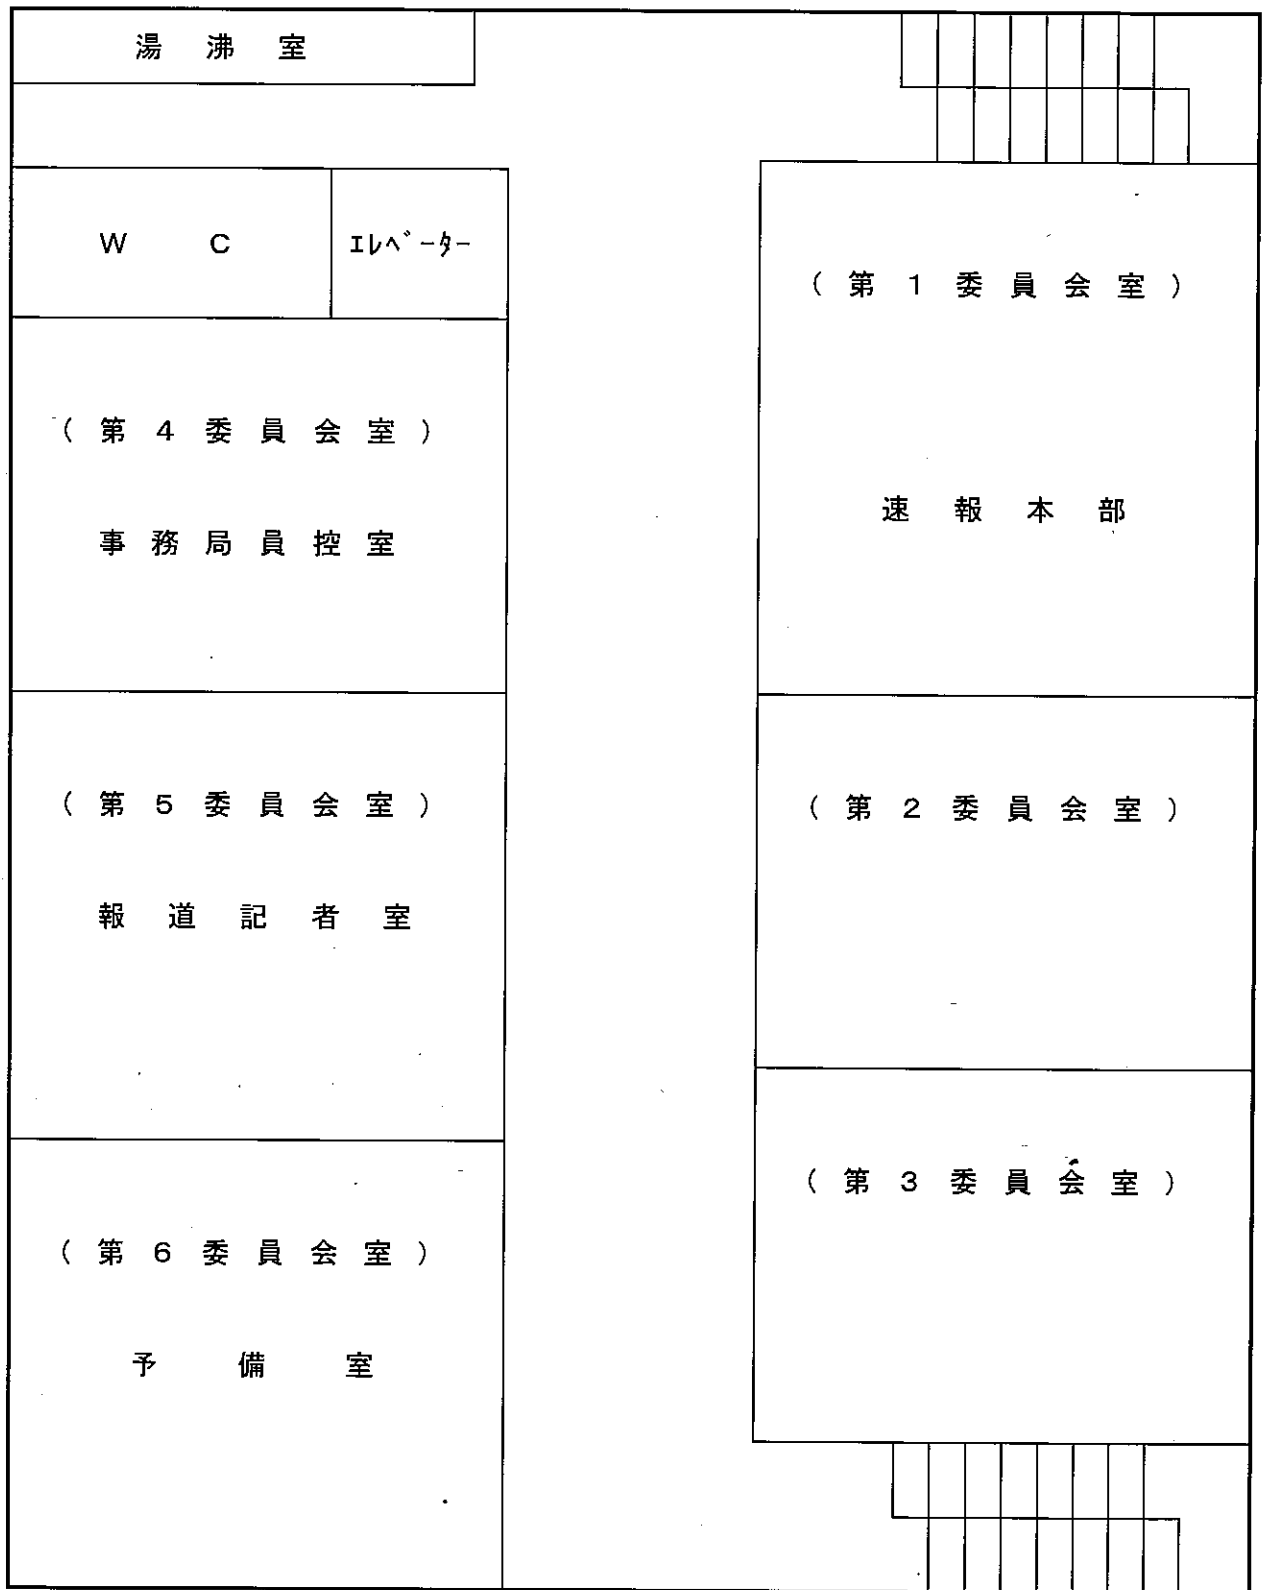 湯沸室
WC
エレベーター
(第4委員会室)
事務局員控室
(第5委員会室)
報道記者室
(第6委員会室)
予備室
(第1委員会室)
速報本部
(第2委員会室)
(第3委員会室)